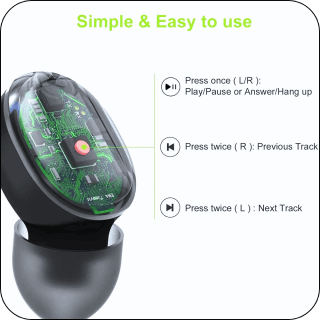 Simple & Easy to use
Press once ( L/R ):
Play/Pause or Answer/Hang up
Press twice ( R ): Previous Track
Press twice ( L ) : Next Track